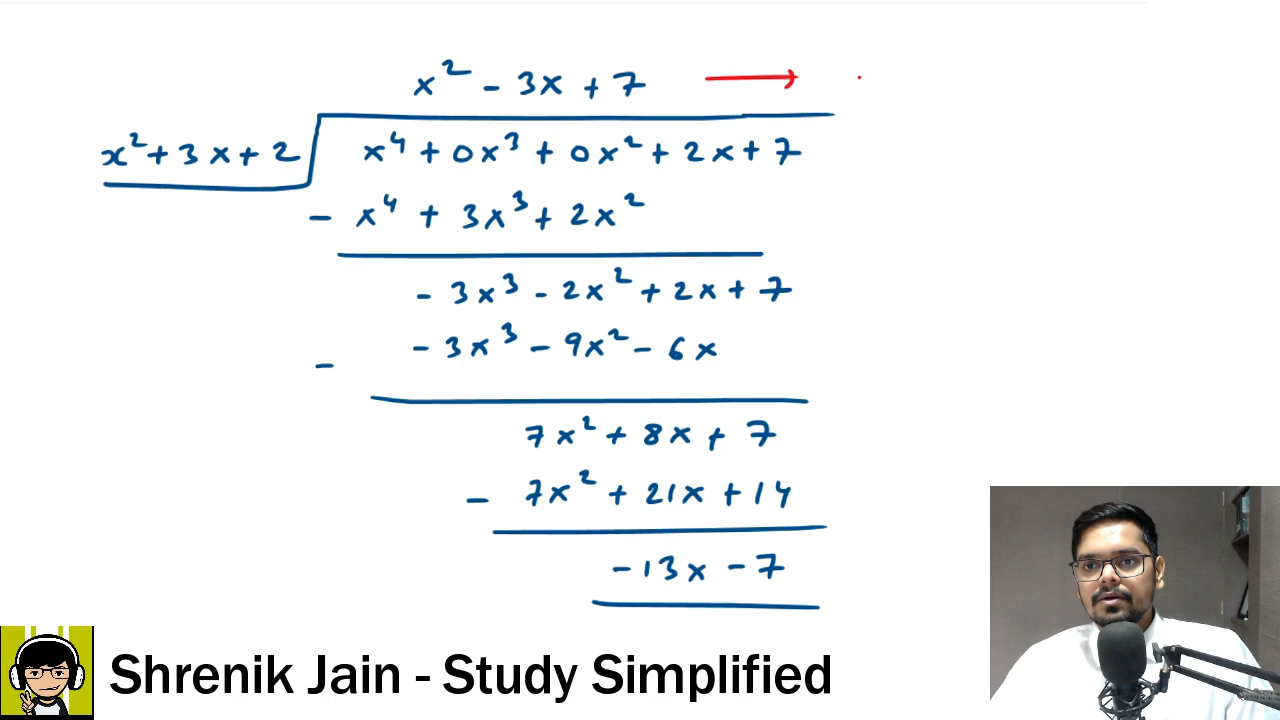 x² - 3x + 7 →
x² + 3x + 2 x⁴ + 0x³ + 0x² + 2x + 7
- x⁴ + 3x³ + 2x²
- 3x³ - 2x² + 2x + 7
- - 3x³ - 9x² - 6x
7x² + 8x + 7
- 7x² + 21x + 14
- 13x - 7
Shrenik Jain - Study Simplified